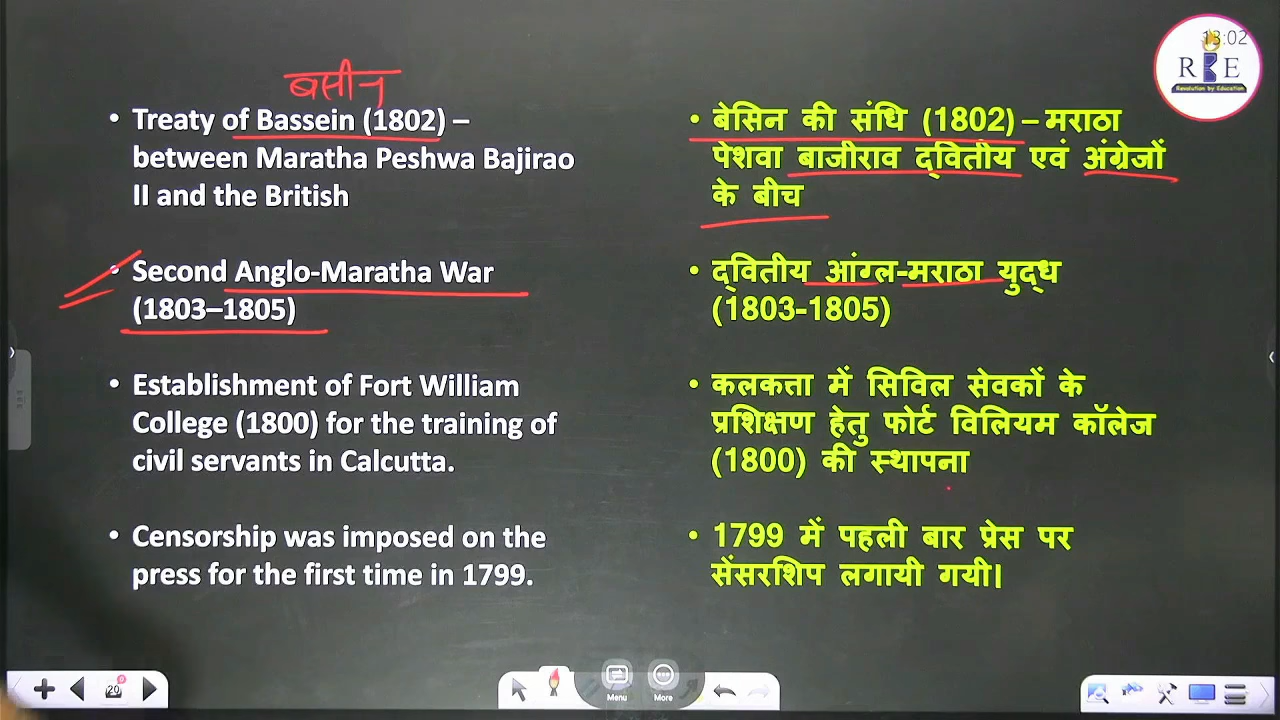 13:02
R E
Revolution by Education
बसीन
• Treaty of Bassein (1802) –
between Maratha Peshwa Bajirao
II and the British
• Second Anglo-Maratha War
(1803–1805)
• Establishment of Fort William
College (1800) for the training of
civil servants in Calcutta.
• Censorship was imposed on the
press for the first time in 1799.
• बेसिन की संधि (1802) – मराठा
पेशवा बाजीराव द्वितीय एवं अंग्रेजों
के बीच
• द्वितीय आंग्ल-मराठा युद्ध
(1803-1805)
• कलकत्ता में सिविल सेवकों के
प्रशिक्षण हेतु फोर्ट विलियम कॉलेज
(1800) की स्थापना
• 1799 में पहली बार प्रेस पर
सेंसरशिप लगायी गयी।
20
Menu
More